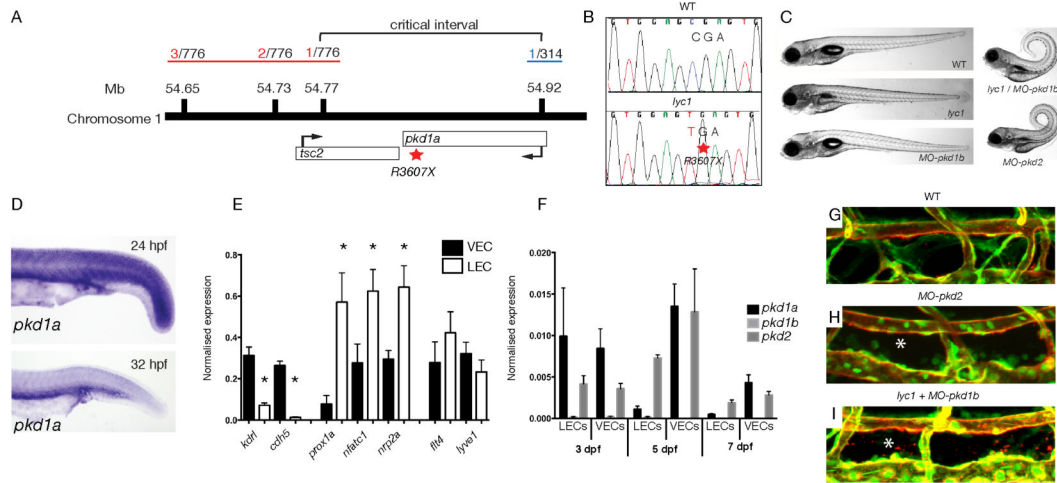 A
critical interval
3/776
2/776
1/776
1/314
Mb
54.65
54.73
54.77
54.92
Chromosome 1
pkd1a
tsc2
R3607X
B
WT
G T G G A G C G A G T G
C G A
lyc1
G T G G A G T G A G T G
T G A
R3607X
C
WT
lyc1
MO-pkd1b
lyc1 / MO-pkd1b
MO-pkd2
D
24 hpf
pkd1a
32 hpf
pkd1a
E
VEC
LEC
Normalised expression
0.8
0.6
0.4
0.2
0.0
* * * * *
kdrl
cdh5
prox1a
nfatc1
nrp2a
flt4
lyve1
F
Normalised expression
0.020
0.015
0.010
0.005
0.000
pkd1a
pkd1b
pkd2
LECs VECs LECs VECs LECs VECs
3 dpf
5 dpf
7 dpf
WT
G
MO-pkd2
H
*
lyc1 + MO-pkd1b
I
*